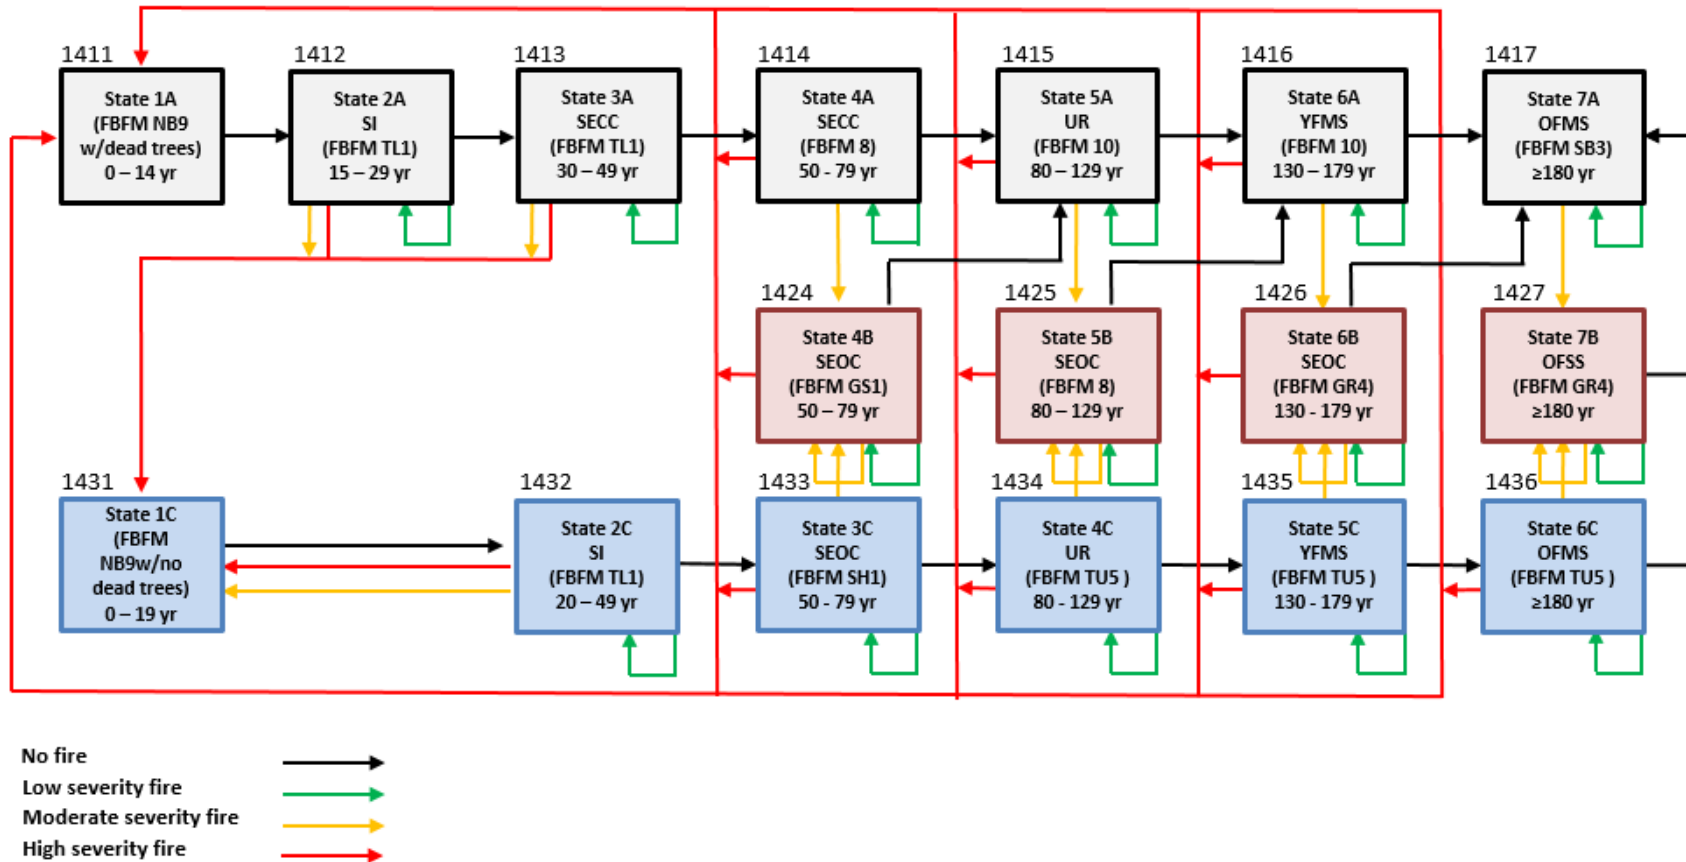 1411
State 1A
(FBFM NB9
w/dead trees)
0 – 14 yr
1412
State 2A
SI
(FBFM TL1)
15 – 29 yr
1413
State 3A
SECC
(FBFM TL1)
30 – 49 yr
1414
State 4A
SECC
(FBFM 8)
50 - 79 yr
1415
State 5A
UR
(FBFM 10)
80 – 129 yr
1416
State 6A
YFMS
(FBFM 10)
130 – 179 yr
1417
State 7A
OFMS
(FBFM SB3)
≥180 yr
1424
State 4B
SEOC
(FBFM GS1)
50 – 79 yr
1425
State 5B
SEOC
(FBFM 8)
80 – 129 yr
1426
State 6B
SEOC
(FBFM GR4)
130 - 179 yr
1427
State 7B
OFSS
(FBFM GR4)
≥180 yr
1431
State 1C
(FBFM
NB9w/no
dead trees)
0 – 19 yr
1432
State 2C
SI
(FBFM TL1)
20 – 49 yr
1433
State 3C
SEOC
(FBFM SH1)
50 - 79 yr
1434
State 4C
UR
(FBFM TU5 )
80 - 129 yr
1435
State 5C
YFMS
(FBFM TU5 )
130 - 179 yr
1436
State 6C
OFMS
(FBFM TU5 )
≥180 yr
No fire
Low severity fire
Moderate severity fire
High severity fire